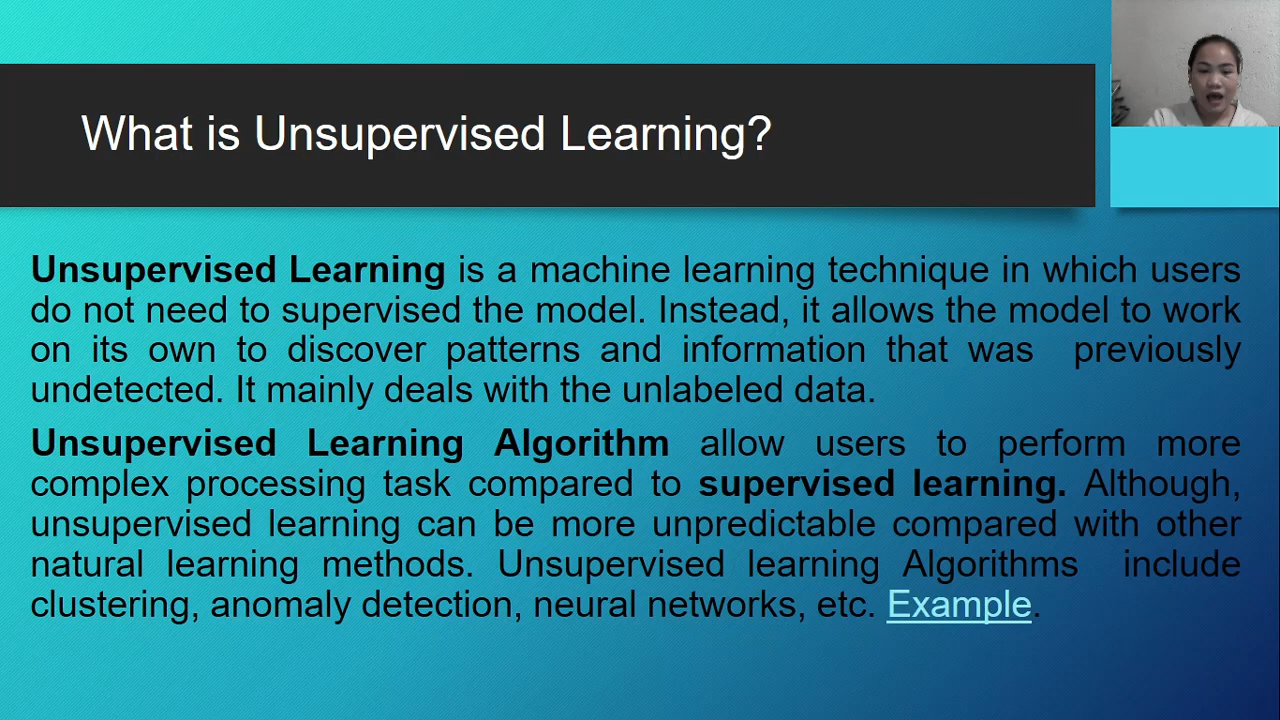 What is Unsupervised Learning?
Unsupervised Learning is a machine learning technique in which users
do not need to supervised the model. Instead, it allows the model to work
on its own to discover patterns and information that was previously
undetected. It mainly deals with the unlabeled data.
Unsupervised Learning Algorithm allow users to perform more
complex processing task compared to supervised learning. Although,
unsupervised learning can be more unpredictable compared with other
natural learning methods. Unsupervised learning Algorithms include
clustering, anomaly detection, neural networks, etc. Example.